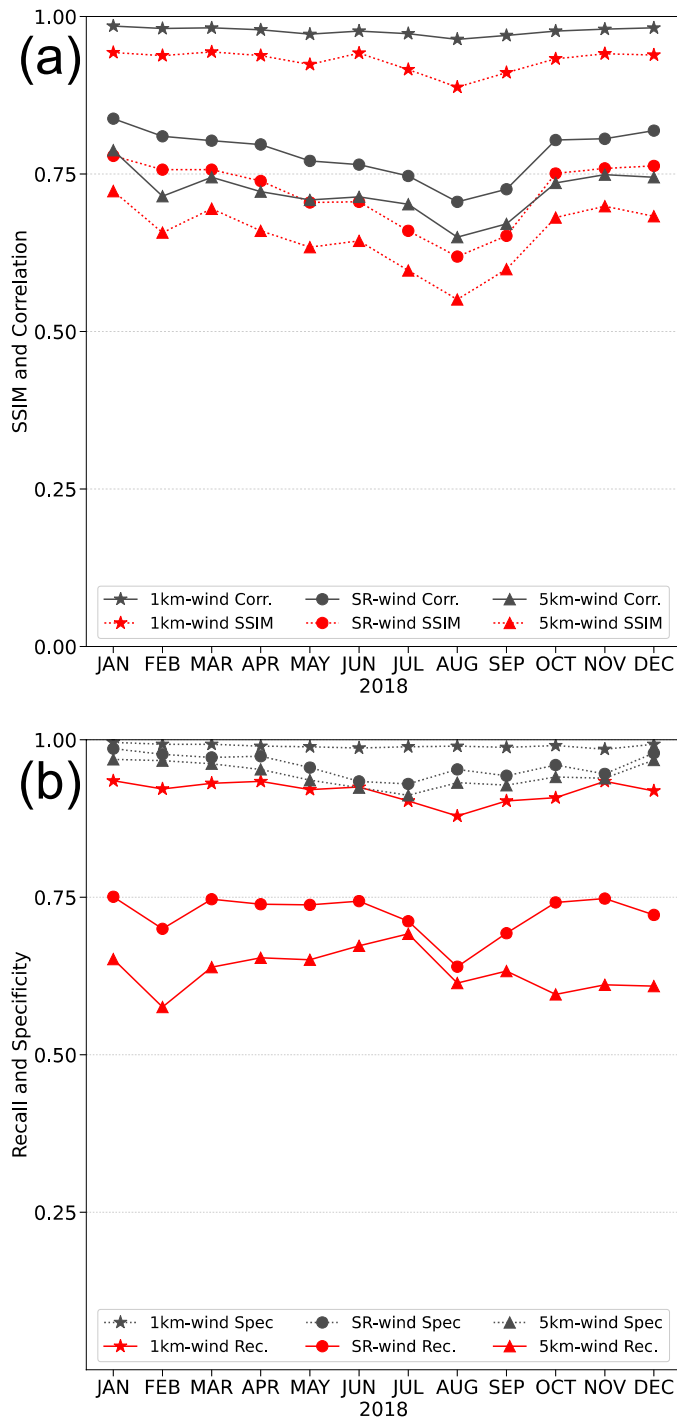 (a)
SSIM and Correlation
1.00
0.75
0.50
0.25
0.00
1km-wind Corr. SR-wind Corr. 5km-wind Corr.
1km-wind SSIM SR-wind SSIM 5km-wind SSIM
JAN FEB MAR APR MAY JUN JUL AUG SEP OCT NOV DEC
2018
(b)
Recall and Specificity
1.00
0.75
0.50
0.25
1km-wind Spec SR-wind Spec 5km-wind Spec
1km-wind Rec. SR-wind Rec. 5km-wind Rec.
JAN FEB MAR APR MAY JUN JUL AUG SEP OCT NOV DEC
2018